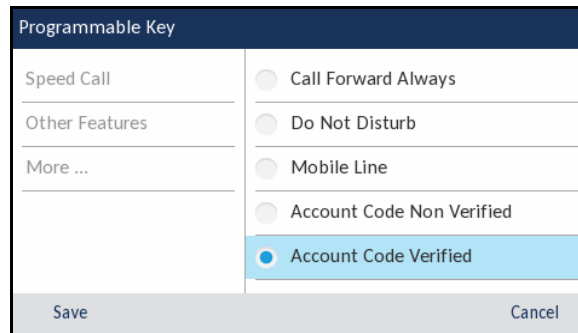 Programmable Key
Speed Call
Other Features
More ...
Call Forward Always
Do Not Disturb
Mobile Line
Account Code Non Verified
Account Code Verified
Save
Cancel